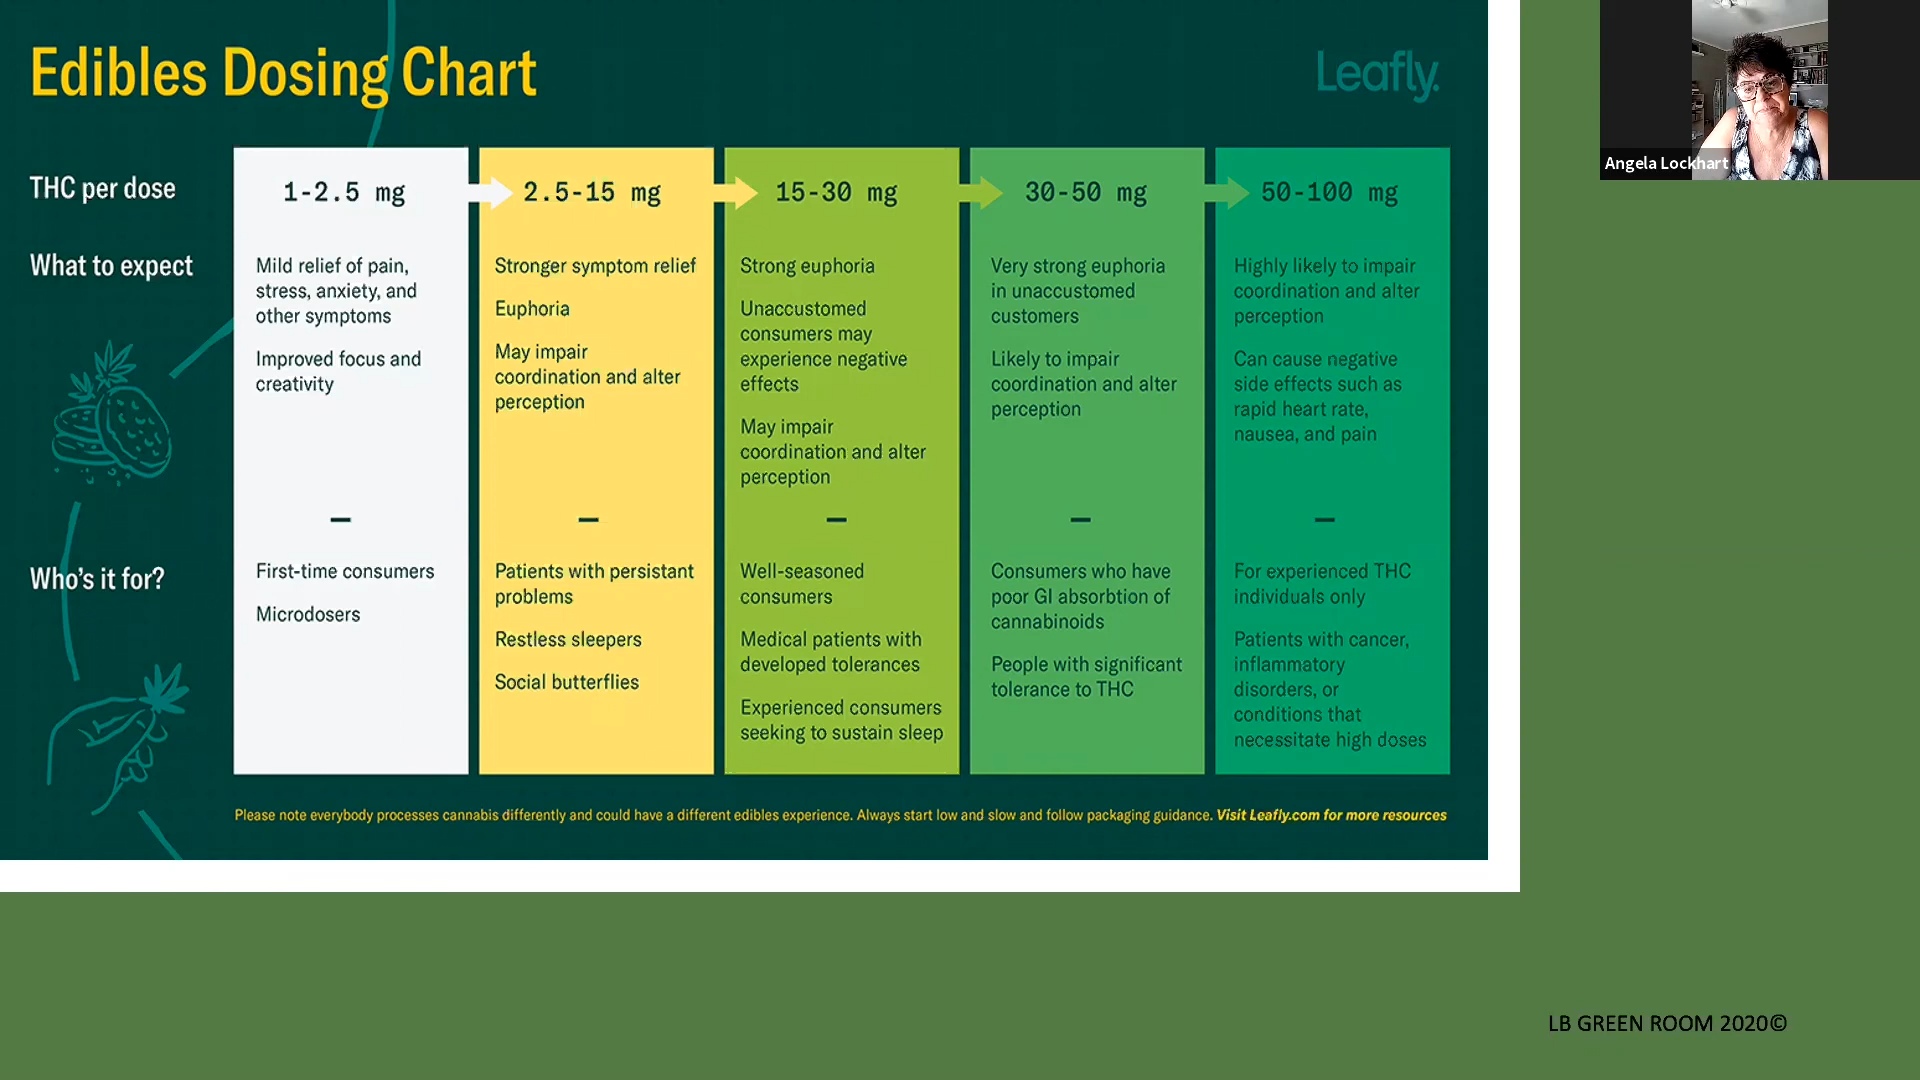 Edibles Dosing Chart
Leafly.
Angela Lockhart
THC per dose
1-2.5 mg
2.5-15 mg
15-30 mg
30-50 mg
50-100 mg
What to expect
Mild relief of pain,
stress, anxiety, and
other symptoms
Improved focus and
creativity
Stronger symptom relief
Euphoria
May impair
coordination and alter
perception
Strong euphoria
Unaccustomed
consumers may
experience negative
effects
May impair
coordination and alter
perception
Very strong euphoria
in unaccustomed
customers
Likely to impair
coordination and alter
perception
Highly likely to impair
coordination and alter
perception
Can cause negative
side effects such as
rapid heart rate,
nausea, and pain
Who's it for?
First-time consumers
Microdosers
Patients with persistant
problems
Restless sleepers
Social butterflies
Well-seasoned
consumers
Medical patients with
developed tolerances
Experienced consumers
seeking to sustain sleep
Consumers who have
poor GI absorbtion of
cannabinoids
People with significant
tolerance to THC
For experienced THC
individuals only
Patients with cancer,
inflammatory
disorders, or
conditions that
necessitate high doses
Please note everybody processes cannabis differently and could have a different edibles experience. Always start low and slow and follow packaging guidance. Visit Leafly.com for more resources
LB GREEN ROOM 2020©